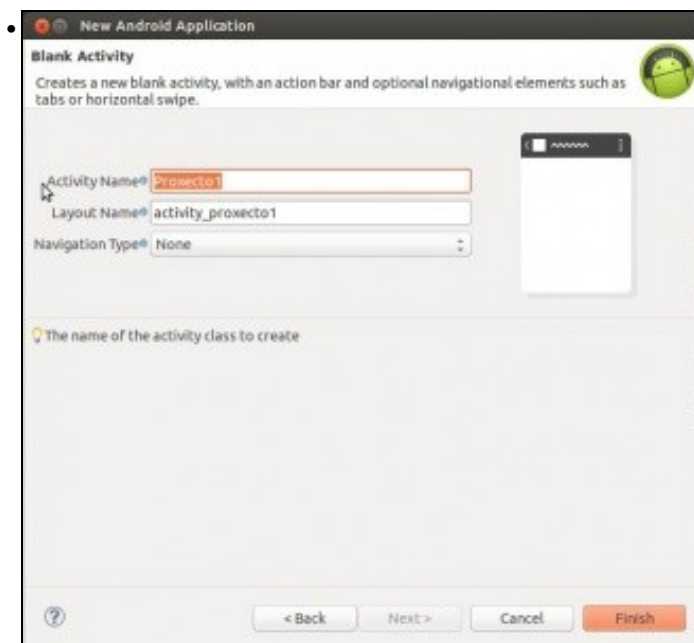 New Android Application
Blank Activity
Creates a new blank activity, with an action bar and optional navigational elements such as
tabs or horizontal swipe.
Activity Name Proxecto1
Layout Name activity_proxecto1
Navigation Type None
The name of the activity class to create
< Back Next > Cancel Finish